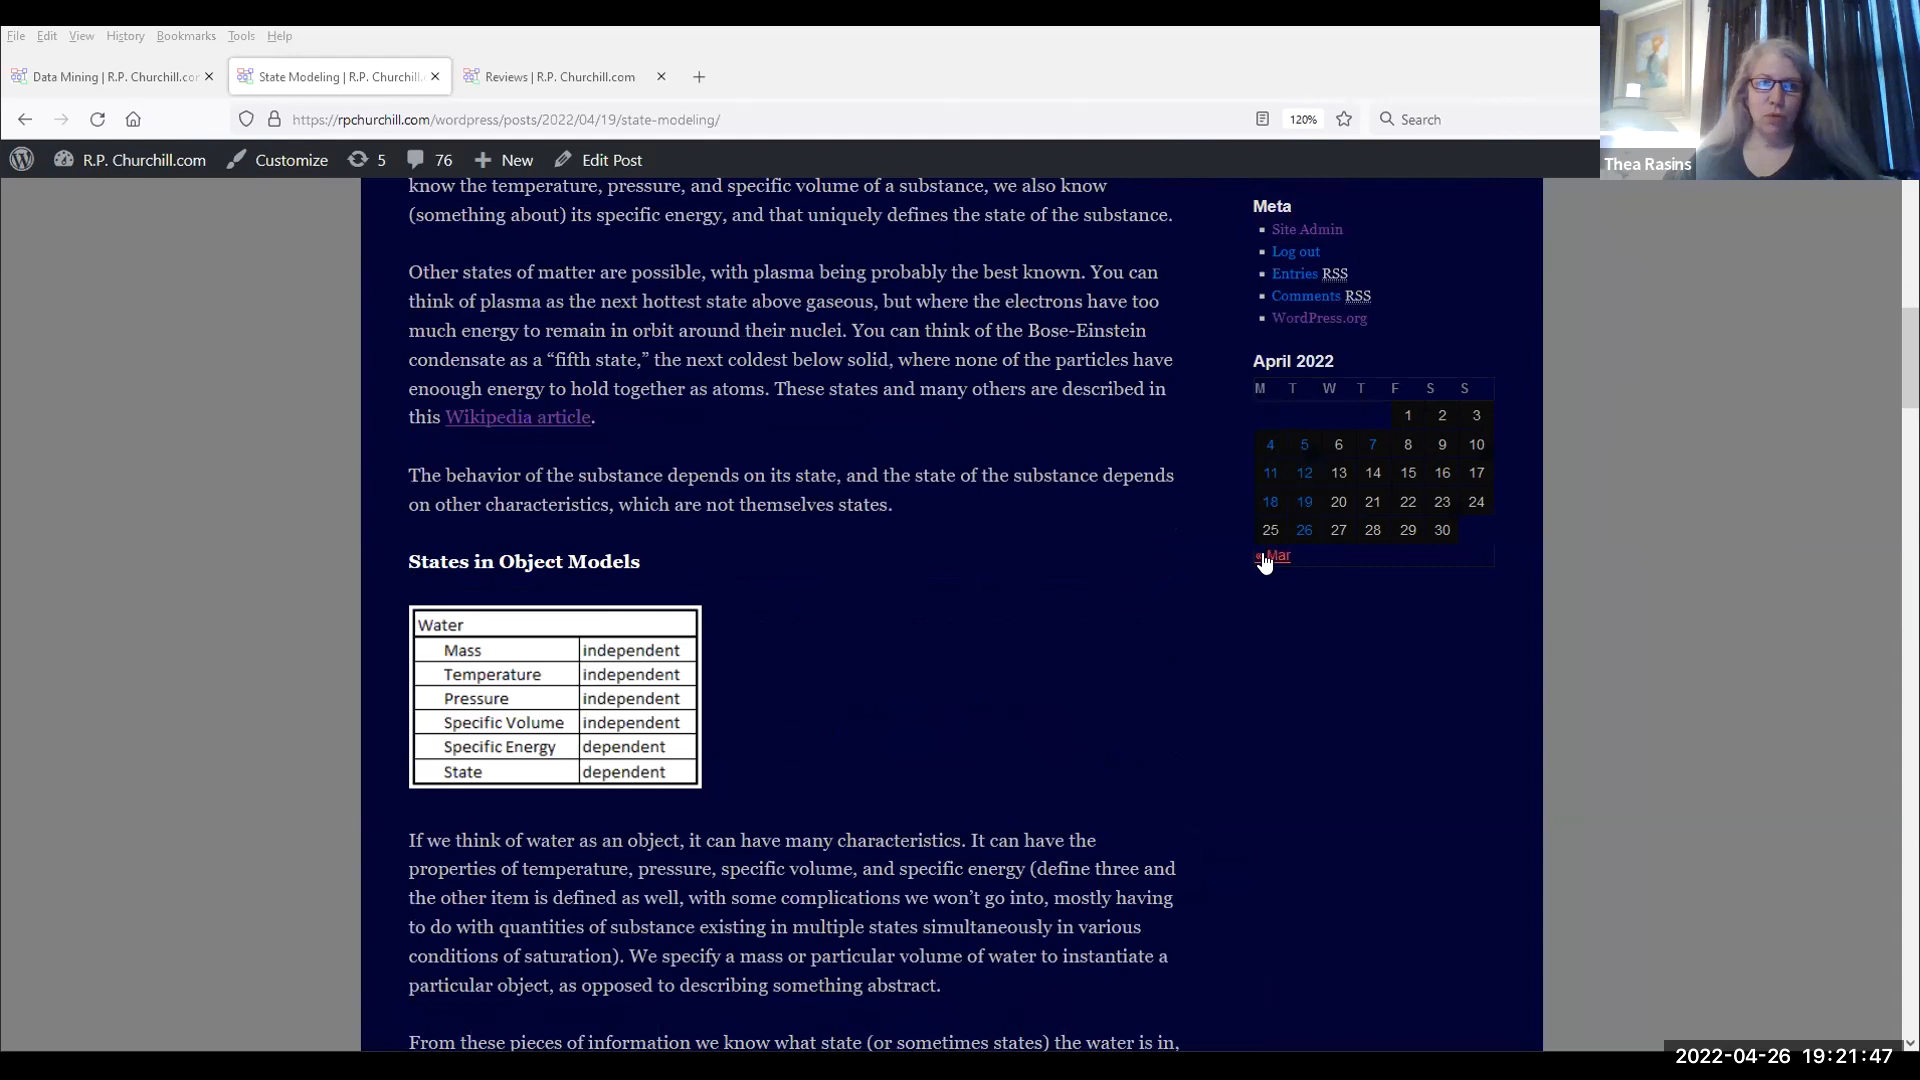 File Edit View History Bookmarks Tools Help
Data Mining | R.P. Churchill.co
State Modeling | R.P. Churchill.
Reviews | R.P. Churchill.com
https://rpchurchill.com/wordpress/posts/2022/04/19/state-modeling/
120%
Search
Thea Rasins
R.P. Churchill.com Customize 5 76 New Edit Post
know the temperature, pressure, and specific volume of a substance, we also know
(something about) its specific energy, and that uniquely defines the state of the substance.
Other states of matter are possible, with plasma being probably the best known. You can
think of plasma as the next hottest state above gaseous, but where the electrons have too
much energy to remain in orbit around their nuclei. You can think of the Bose-Einstein
condensate as a “fifth state,” the next coldest below solid, where none of the particles have
enoough energy to hold together as atoms. These states and many others are described in
this Wikipedia article.
The behavior of the substance depends on its state, and the state of the substance depends
on other characteristics, which are not themselves states.
States in Object Models
Water
Mass independent
Temperature independent
Pressure independent
Specific Volume independent
Specific Energy dependent
State dependent
If we think of water as an object, it can have many characteristics. It can have the
properties of temperature, pressure, specific volume, and specific energy (define three and
the other item is defined as well, with some complications we won’t go into, mostly having
to do with quantities of substance existing in multiple states simultaneously in various
conditions of saturation). We specify a mass or particular volume of water to instantiate a
particular object, as opposed to describing something abstract.
From these pieces of information we know what state (or sometimes states) the water is in,
Meta
Site Admin
Log out
Entries RSS
Comments RSS
WordPress.org
April 2022
M T W T F S S
1 2 3
4 5 6 7 8 9 10
11 12 13 14 15 16 17
18 19 20 21 22 23 24
25 26 27 28 29 30
« Mar
2022-04-26 19:21:47